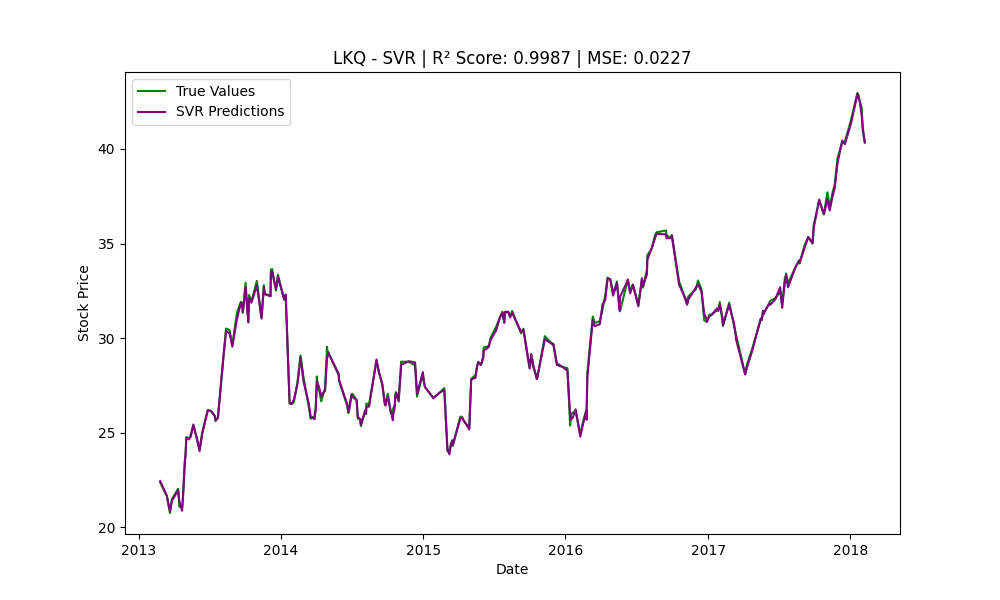 LKQ - SVR | R² Score: 0.9987 | MSE: 0.0227
True Values
SVR Predictions
Stock Price
40
35
30
25
20
2013 2014 2015 2016 2017 2018
Date